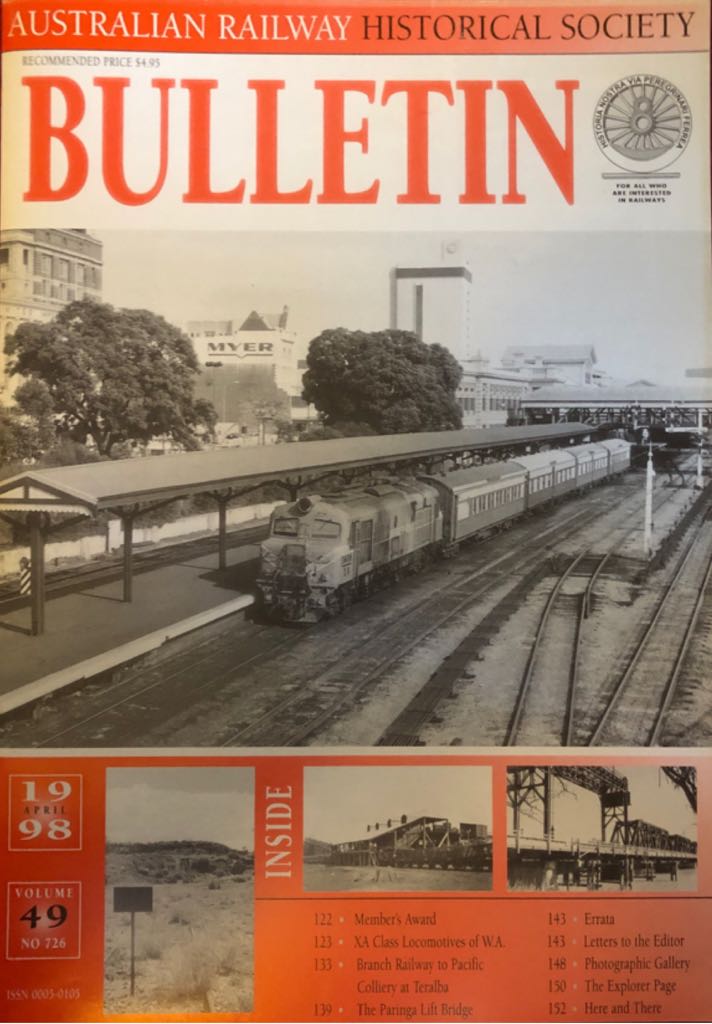 AUSTRALIAN RAILWAY HISTORICAL SOCIETY
RECOMMENDED PRICE $4.95
BULLETIN
HISTORIA NOSTRA VIA PEREGRINARI FERREA
FOR ALL WHO
ARE INTERESTED
IN RAILWAYS
MYER
19
APRIL
98
VOLUME
49
NO 726
ISSN 0005-0105
INSIDE
122 • Member's Award
123 • XA Class Locomotives of W.A.
133 • Branch Railway to Pacific
Colliery at Teralba
139 • The Paringa Lift Bridge
143 • Errata
143 • Letters to the Editor
148 • Photographic Gallery
150 • The Explorer Page
152 • Here and There